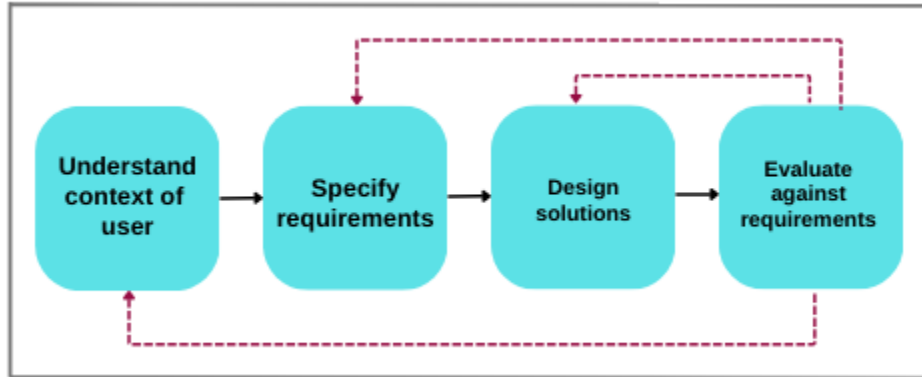 Understand
context of
user
Specify
requirements
Design
solutions
Evaluate
against
requirements